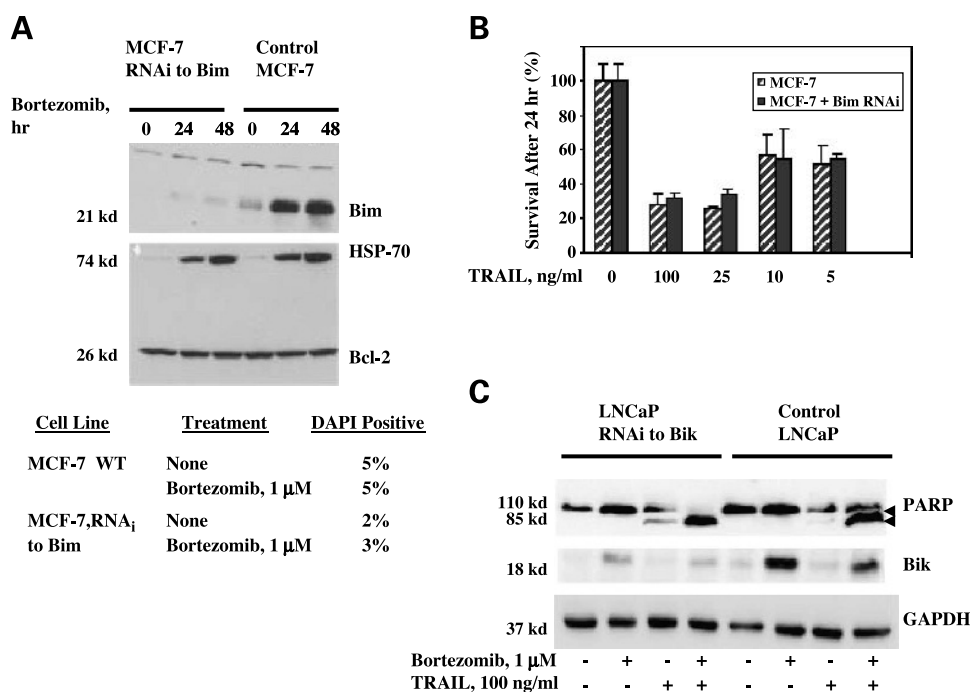 A
MCF-7 RNAi to Bim
Control MCF-7
Bortezomib, hr
0 24 48 0 24 48
21 kd
Bim
74 kd
HSP-70
26 kd
Bcl-2
Cell Line Treatment DAPI Positive
MCF-7 WT None 5%
Bortezomib, 1 µM 5%
MCF-7,RNAi None 2%
to Bim Bortezomib, 1 µM 3%
B
Survival After 24 hr (%)
120
100
80
60
40
20
0
MCF-7
MCF-7 + Bim RNAi
TRAIL, ng/ml 0 100 25 10 5
C
LNCaP RNAi to Bik
Control LNCaP
110 kd
85 kd
PARP
18 kd
Bik
37 kd
GAPDH
Bortezomib, 1 µM - + - + - + - +
TRAIL, 100 ng/ml - - + + - - + +